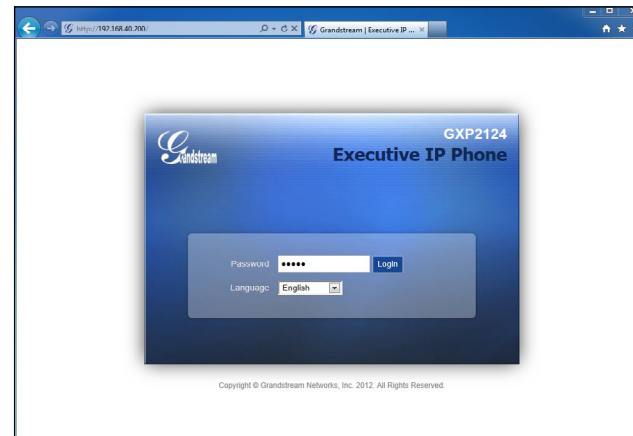 http://192.168.40.200/
Grandstream | Executive IP ...
Grandstream
GXP2124
Executive IP Phone
Password
Login
Language English
Copyright © Grandstream Networks, Inc. 2012. All Rights Reserved.